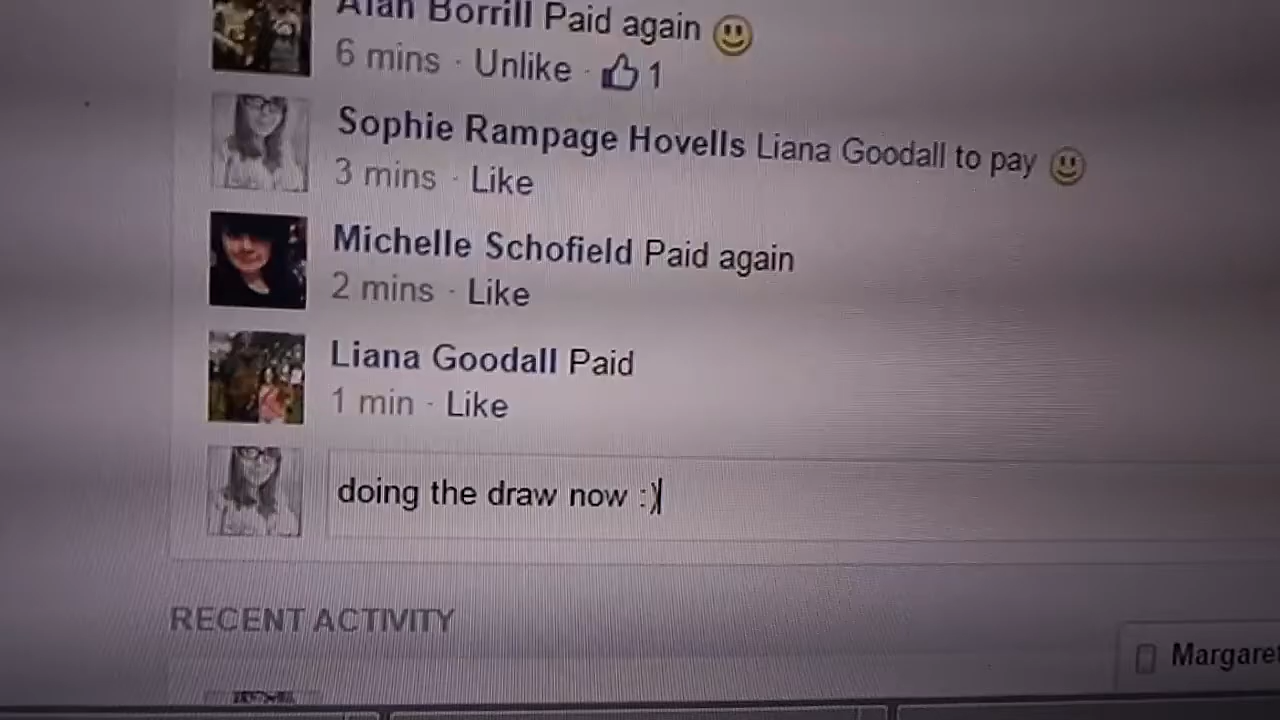 Alan Borrill Paid again
6 mins · Unlike · 1
Sophie Rampage Hovells Liana Goodall to pay
3 mins · Like
Michelle Schofield Paid again
2 mins · Like
Liana Goodall Paid
1 min · Like
doing the draw now :)
RECENT ACTIVITY
Margaret